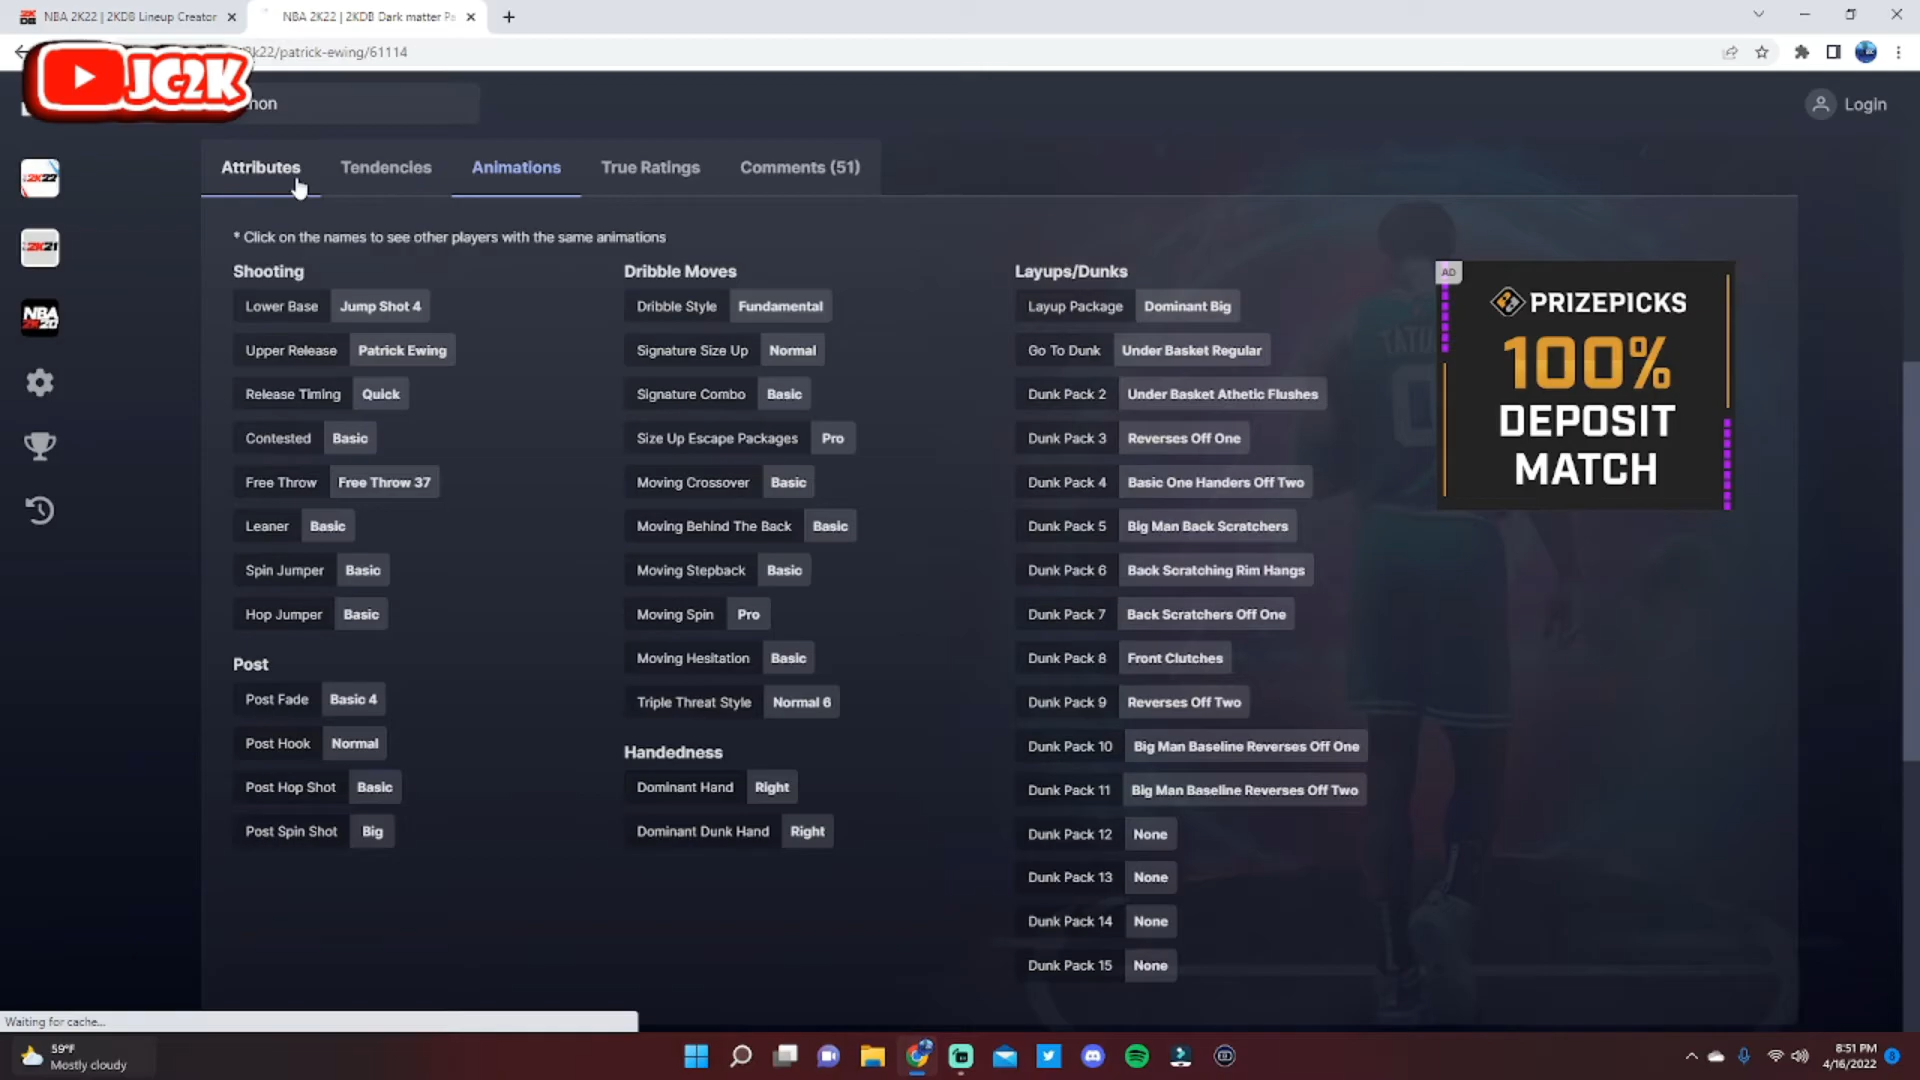 NBA 2K22 | 2KDB Lineup Creator
NBA 2K22 | 2KDB Dark matter Pa
k22/patrick-ewing/61114
JC2K
non
Login
2K22
2K21
NBA
2K20
Attributes
Tendencies
Animations
True Ratings
Comments (51)
* Click on the names to see other players with the same animations
Shooting
Lower Base Jump Shot 4
Upper Release Patrick Ewing
Release Timing Quick
Contested Basic
Free Throw Free Throw 37
Leaner Basic
Spin Jumper Basic
Hop Jumper Basic
Post
Post Fade Basic 4
Post Hook Normal
Post Hop Shot Basic
Post Spin Shot Big
Dribble Moves
Dribble Style Fundamental
Signature Size Up Normal
Signature Combo Basic
Size Up Escape Packages Pro
Moving Crossover Basic
Moving Behind The Back Basic
Moving Stepback Basic
Moving Spin Pro
Moving Hesitation Basic
Triple Threat Style Normal 6
Handedness
Dominant Hand Right
Dominant Dunk Hand Right
Layups/Dunks
Layup Package Dominant Big
Go To Dunk Under Basket Regular
Dunk Pack 2 Under Basket Athetic Flushes
Dunk Pack 3 Reverses Off One
Dunk Pack 4 Basic One Handers Off Two
Dunk Pack 5 Big Man Back Scratchers
Dunk Pack 6 Back Scratching Rim Hangs
Dunk Pack 7 Back Scratchers Off One
Dunk Pack 8 Front Clutches
Dunk Pack 9 Reverses Off Two
Dunk Pack 10 Big Man Baseline Reverses Off One
Dunk Pack 11 Big Man Baseline Reverses Off Two
Dunk Pack 12 None
Dunk Pack 13 None
Dunk Pack 14 None
Dunk Pack 15 None
AD
PRIZEPICKS
100%
DEPOSIT
MATCH
TATU
0
Waiting for cache...
59°F
Mostly cloudy
8:51 PM
4/16/2022
8